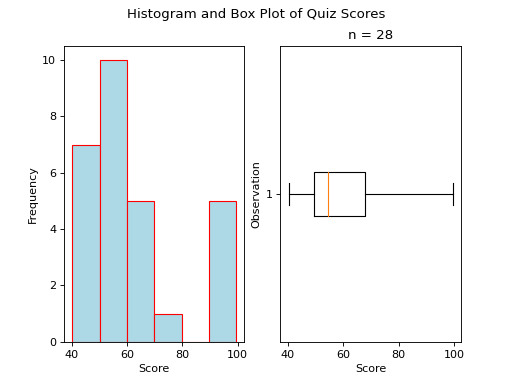 Histogram and Box Plot of Quiz Scores
n = 28
10
8
6
4
2
0
Frequency
40
60
80
100
Score
Observation
1
40
60
80
100
Score